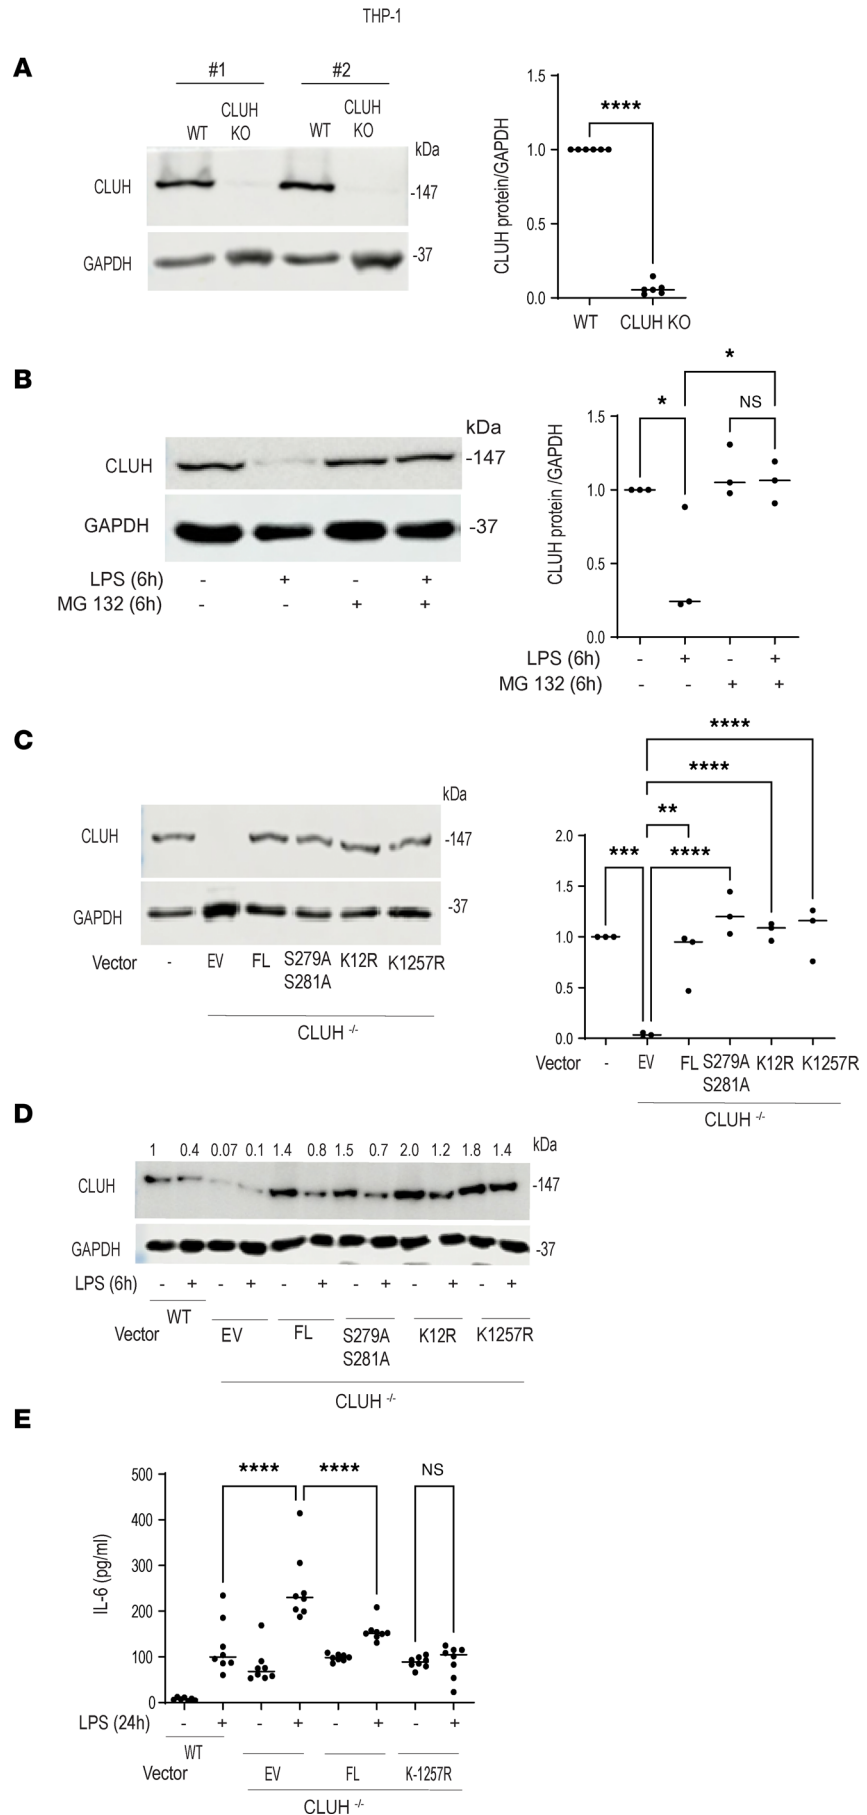 THP-1
A
#1 #2
WT CLUH KO WT CLUH KO
kDa
CLUH
-147
GAPDH
-37
CLUH protein/GAPDH
1.5
1.0
0.5
0.0
****
WT CLUH KO
B
kDa
CLUH
-147
GAPDH
-37
LPS (6h) - + - +
MG 132 (6h) - - + +
CLUH protein /GAPDH
1.5
1.0
0.5
0.0
*
*
NS
LPS (6h) - + - +
MG 132 (6h) - - + +
C
kDa
CLUH
-147
GAPDH
-37
Vector - EV FL S279A S281A K12R K1257R
CLUH -/-
****
****
**
*** ****
2.0
1.5
1.0
0.5
0.0
Vector - EV FL S279A S281A K12R K1257R
CLUH -/-
D
1 0.4 0.07 0.1 1.4 0.8 1.5 0.7 2.0 1.2 1.8 1.4
kDa
CLUH
-147
GAPDH
-37
LPS (6h) - + - + - + - + - + - +
WT
Vector EV FL S279A S281A K12R K1257R
CLUH -/-
E
IL-6 (pg/ml)
500
400
300
200
100
0
**** **** NS
LPS (24h) - + - + - + - +
WT
Vector EV FL K-1257R
CLUH -/-